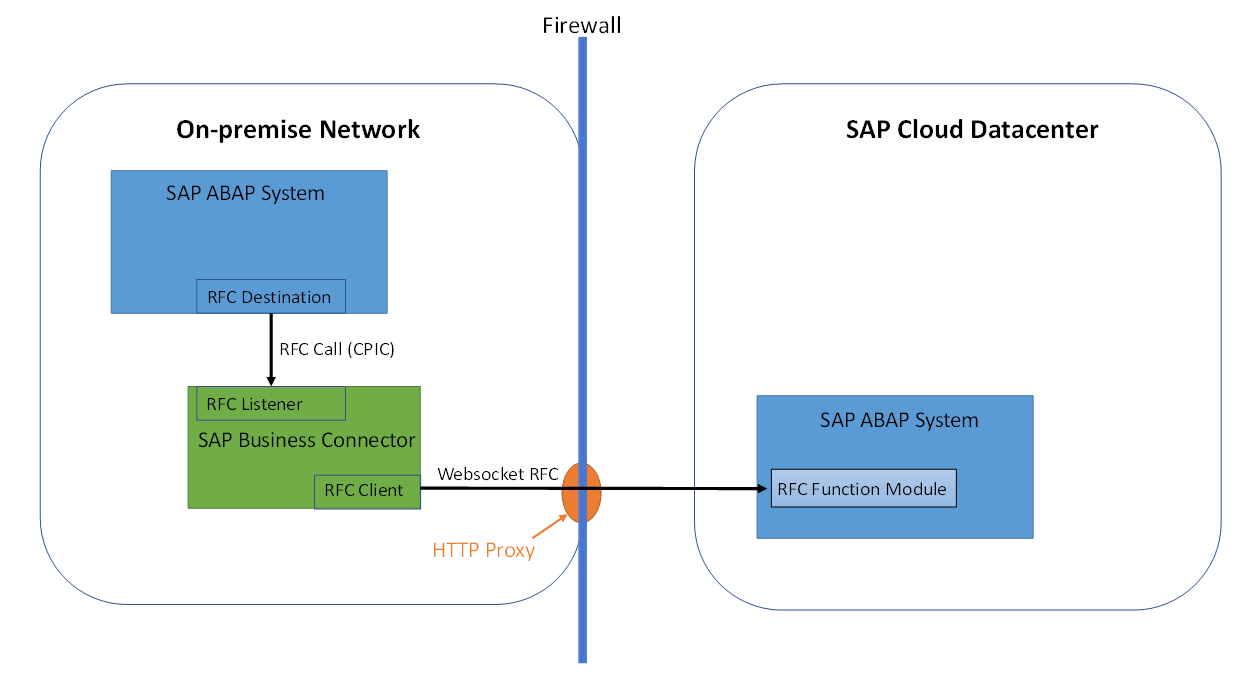 Firewall
On-premise Network
SAP Cloud Datacenter
SAP ABAP System
RFC Destination
RFC Call (CPIC)
RFC Listener
SAP Business Connector
RFC Client
Websocket RFC
HTTP Proxy
SAP ABAP System
RFC Function Module